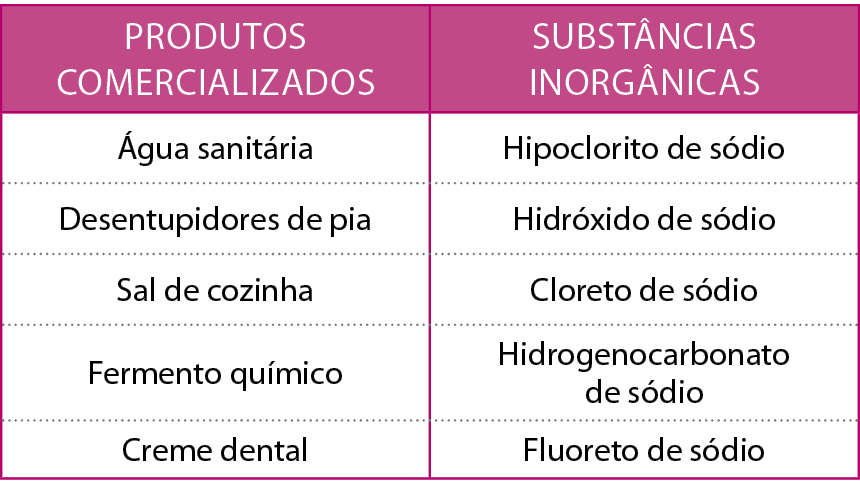 PRODUTOS
COMERCIALIZADOS
SUBSTÂNCIAS
INORGÂNICAS
Água sanitária
Hipoclorito de sódio
Desentupidores de pia
Hidróxido de sódio
Sal de cozinha
Cloreto de sódio
Fermento químico
Hidrogenocarbonato
de sódio
Creme dental
Fluoreto de sódio